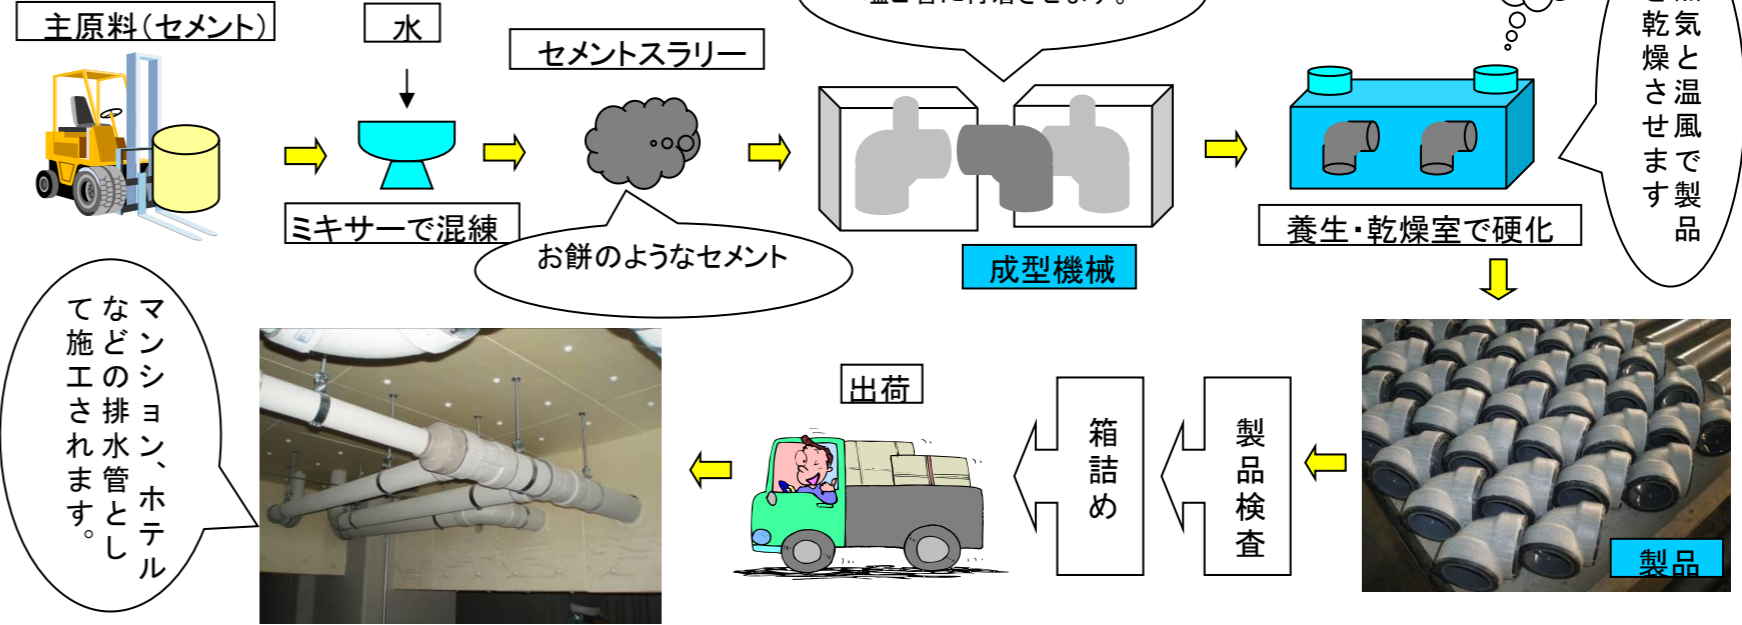 主原料(セメント)
水
セメントスラリー
ミキサーで混練
お餅のようなセメント
成型機械
養生・乾燥室で硬化
気と温風で製品
乾燥させます
製品
製品検査
箱詰め
出荷
マンション、ホテル
などの排水管とし
て施工されます。